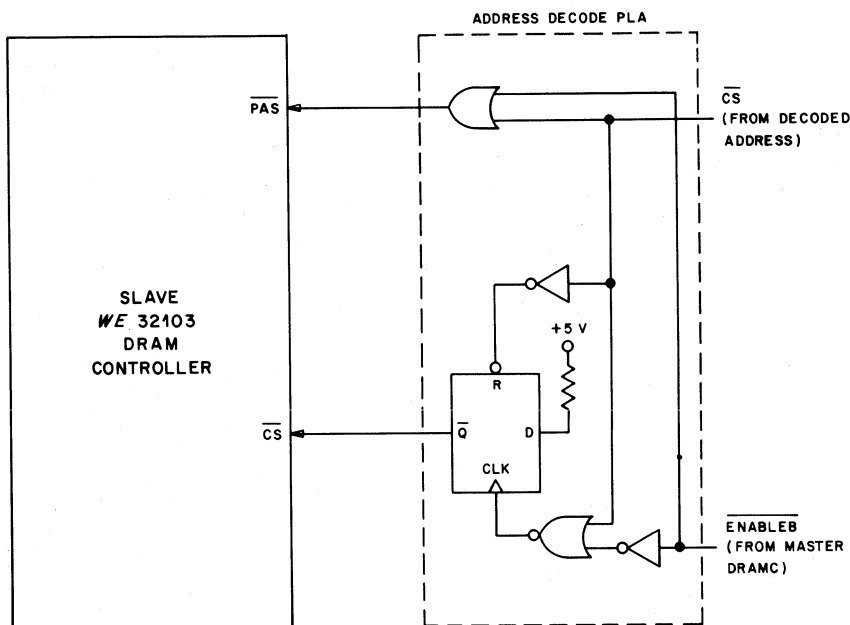 ADDRESS DECODE PLA
PAS
CS
(FROM DECODED
ADDRESS)
SLAVE
WE 32103
DRAM
CONTROLLER
+5 V
R
CS
Q
D
CLK
ENABLEB
(FROM MASTER
DRAMC)